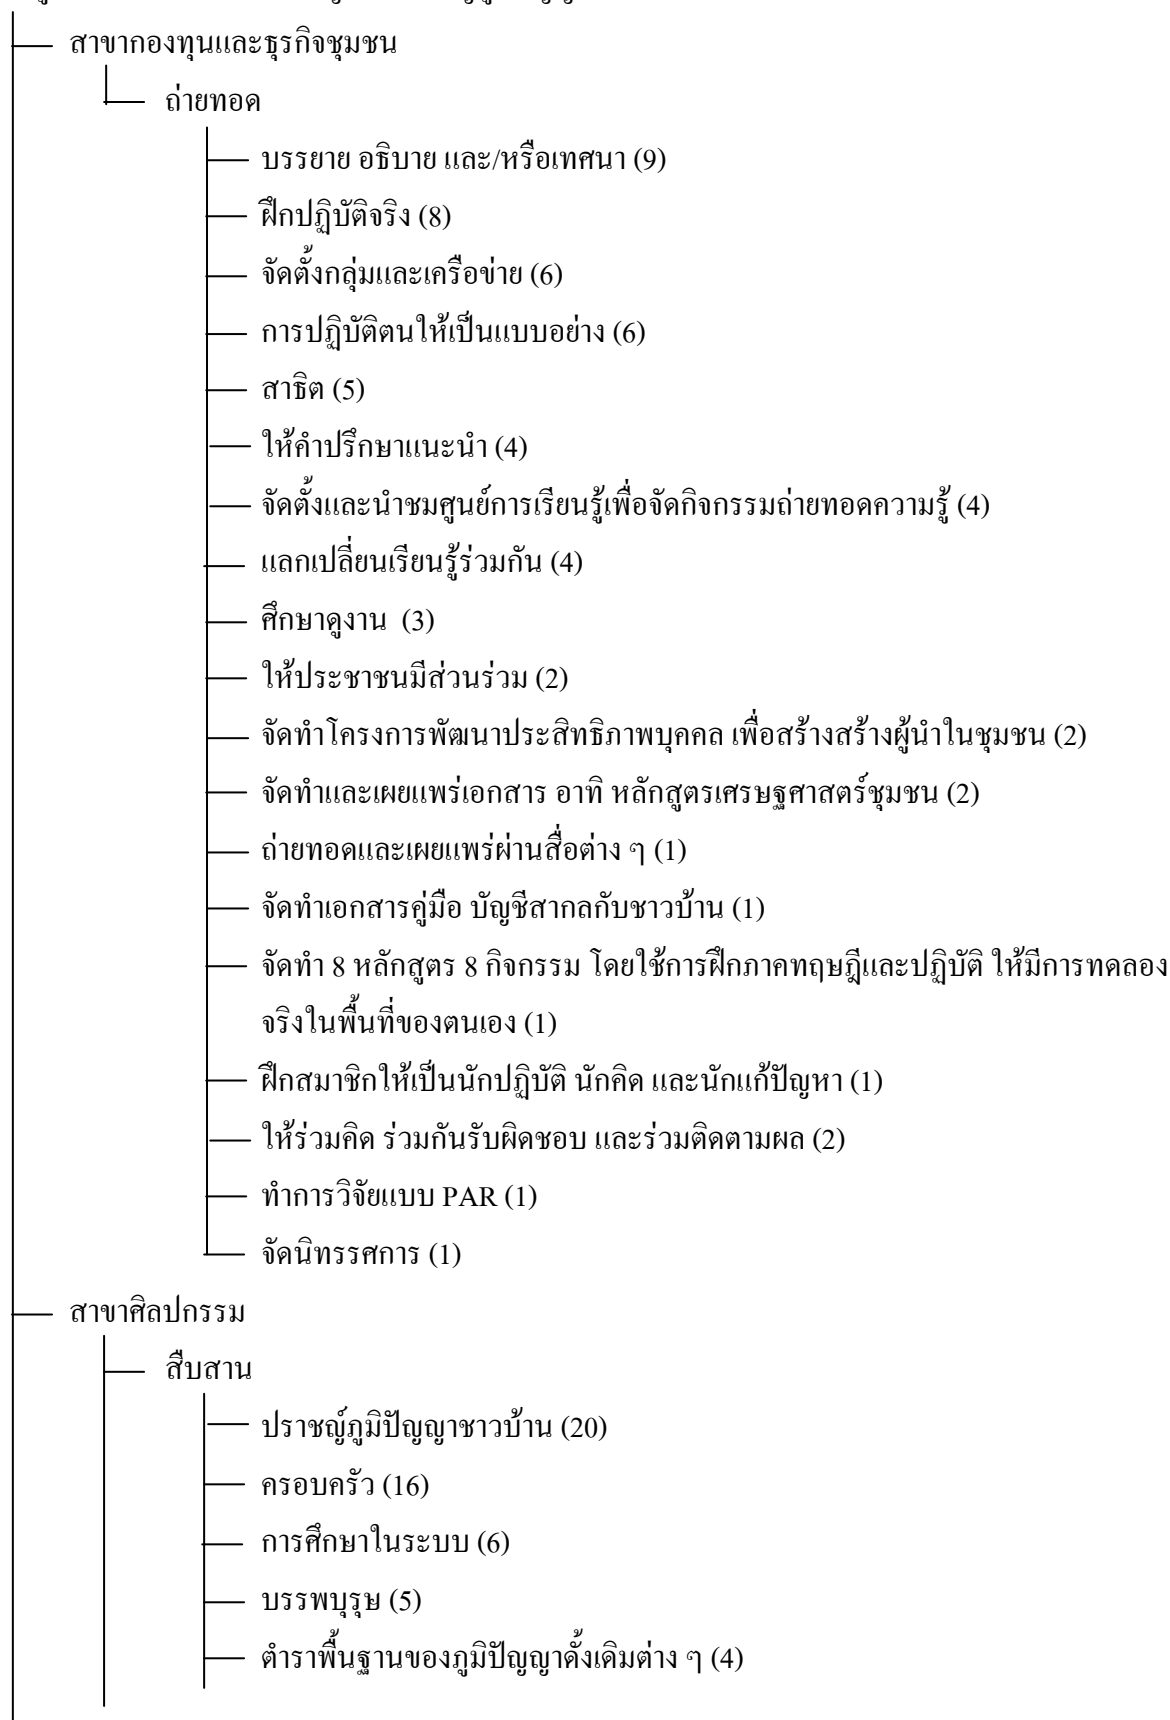 สาขากองทุนและธุรกิจชุมชน
ถ่ายทอด
บรรยาย อธิบาย และ/หรือเทศนา (9)
ฝึกปฏิบัติจริง (8)
จัดตั้งกลุ่มและเครือข่าย (6)
การปฏิบัติตนให้เป็นแบบอย่าง (6)
สาธิต (5)
ให้คำปรึกษาแนะนำ (4)
จัดตั้งและนำชมศูนย์การเรียนรู้เพื่อจัดกิจกรรมถ่ายทอดความรู้ (4)
แลกเปลี่ยนเรียนรู้ร่วมกัน (4)
ศึกษาดูงาน (3)
ให้ประชาชนมีส่วนร่วม (2)
จัดทำโครงการพัฒนาประสิทธิภาพบุคคล เพื่อสร้างสร้างผู้นำในชุมชน (2)
จัดทำและเผยแพร่เอกสาร อาทิ หลักสูตรเศรษฐศาสตร์ชุมชน (2)
ถ่ายทอดและเผยแพร่ผ่านสื่อต่าง ๆ (1)
จัดทำเอกสารคู่มือ บัญชีสากลกับชาวบ้าน (1)
จัดทำ 8 หลักสูตร 8 กิจกรรม โดยใช้การฝึกภาคทฤษฎีและปฏิบัติ ให้มีการทดลอง
จริงในพื้นที่ของตนเอง (1)
ฝึกสมาชิกให้เป็นนักปฏิบัติ นักคิด และนักแก้ปัญหา (1)
ให้ร่วมคิด ร่วมกันรับผิดชอบ และร่วมติดตามผล (2)
ทำการวิจัยแบบ PAR (1)
จัดนิทรรศการ (1)
สาขาศิลปกรรม
สืบสาน
ปราชญ์ภูมิปัญญาชาวบ้าน (20)
ครอบครัว (16)
การศึกษาในระบบ (6)
บรรพบุรุษ (5)
ตำราพื้นฐานของภูมิปัญญาดั้งเดิมต่าง ๆ (4)